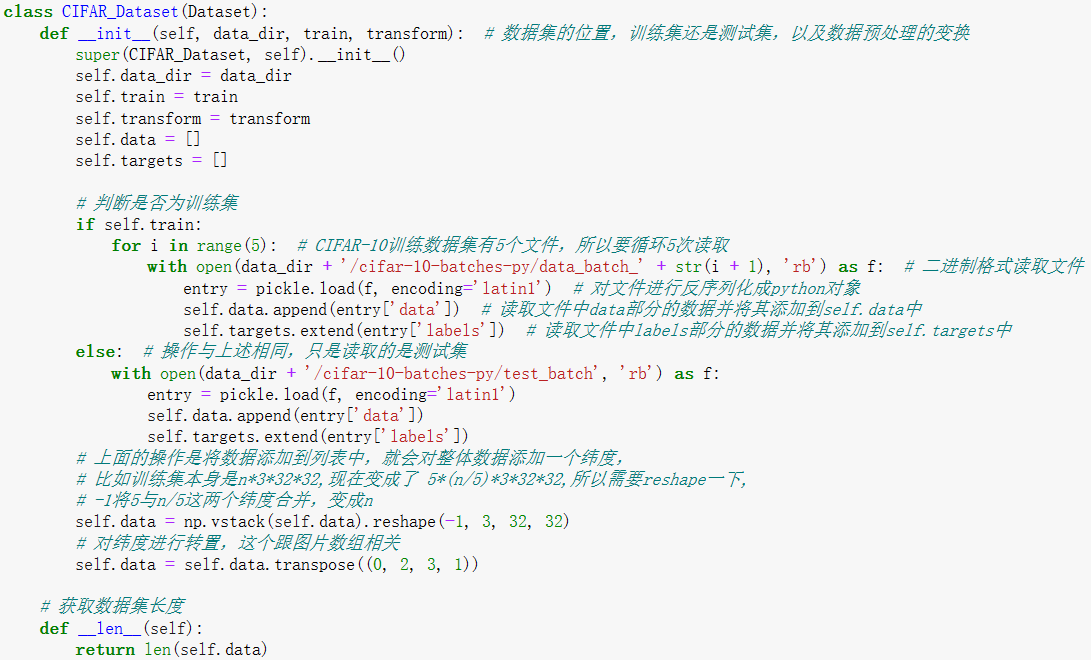 class CIFAR_Dataset(Dataset):
    def __init__(self, data_dir, train, transform):  # 数据集的位置，训练集还是测试集，以及数据预处理的变换
        super(CIFAR_Dataset, self).__init__()
        self.data_dir = data_dir
        self.train = train
        self.transform = transform
        self.data = []
        self.targets = []

        # 判断是否为训练集
        if self.train:
            for i in range(5):  # CIFAR-10训练数据集有5个文件，所以要循环5次读取
                with open(data_dir + '/cifar-10-batches-py/data_batch_' + str(i + 1), 'rb') as f:  # 二进制格式读取文件
                    entry = pickle.load(f, encoding='latin1')  # 对文件进行反序列化成python对象
                    self.data.append(entry['data'])  # 读取文件中data部分的数据并将其添加到self.data中
                    self.targets.extend(entry['labels'])  # 读取文件中labels部分的数据并将其添加到self.targets中
        else:  # 操作与上述相同，只是读取的是测试集
            with open(data_dir + '/cifar-10-batches-py/test_batch', 'rb') as f:
                entry = pickle.load(f, encoding='latin1')
                self.data.append(entry['data'])
                self.targets.extend(entry['labels'])
        # 上面的操作是将数据添加到列表中，就会对整体数据添加一个纬度，
        # 比如训练集本身是n*3*32*32,现在变成了 5*(n/5)*3*32*32,所以需要reshape一下,
        # -1将5与n/5这两个纬度合并，变成n
        self.data = np.vstack(self.data).reshape(-1, 3, 32, 32)
        # 对纬度进行转置，这个跟图片数组相关
        self.data = self.data.transpose((0, 2, 3, 1))

    # 获取数据集长度
    def __len__(self):
        return len(self.data)